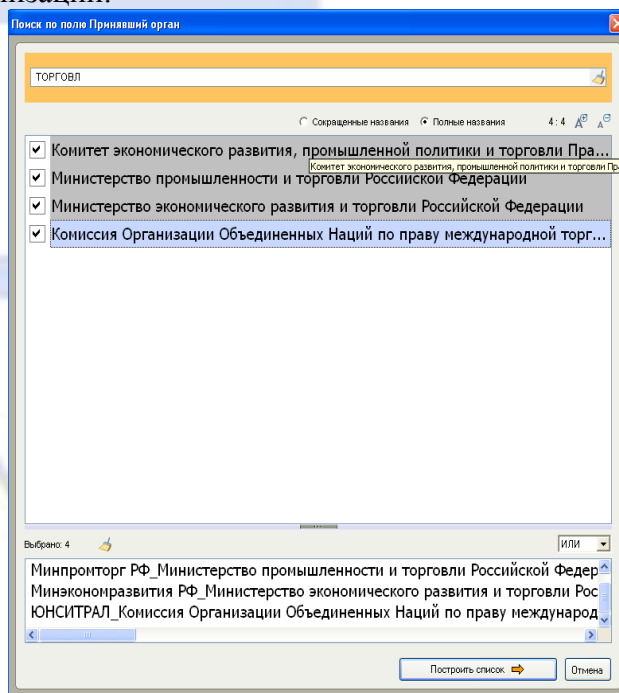 Поиск по полю Принявший орган
ТОРГОВЛ
Сокращенные названия Полные названия 4:4
Комитет экономического развития, промышленной политики и торговли Пра...
Комитет экономического развития, промышленной политики и торговли Пр
Министерство промышленности и торговли Российской Федерации
Министерство экономического развития и торговли Российской Федерации
Комиссия Организации Объединенных Наций по праву международной торг...
Выбрано: 4 ИЛИ
Минпромторг РФ_Министерство промышленности и торговли Российской Федер
Минэкономразвития РФ_Министерство экономического развития и торговли Рос
ЮНСИТРАЛ_Комиссия Организации Объединенных Наций по праву международ
Построить список Отмена